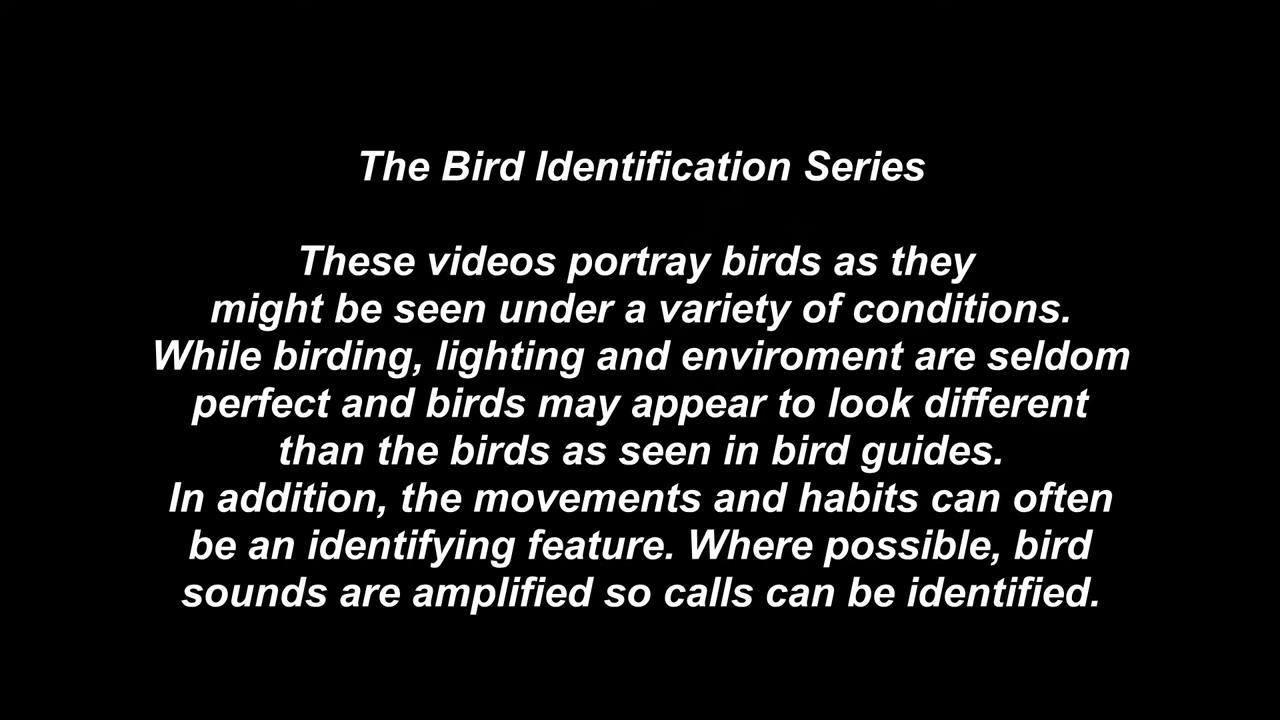 The Bird Identification Series
These videos portray birds as they
might be seen under a variety of conditions.
While birding, lighting and enviroment are seldom
perfect and birds may appear to look different
than the birds as seen in bird guides.
In addition, the movements and habits can often
be an identifying feature. Where possible, bird
sounds are amplified so calls can be identified.